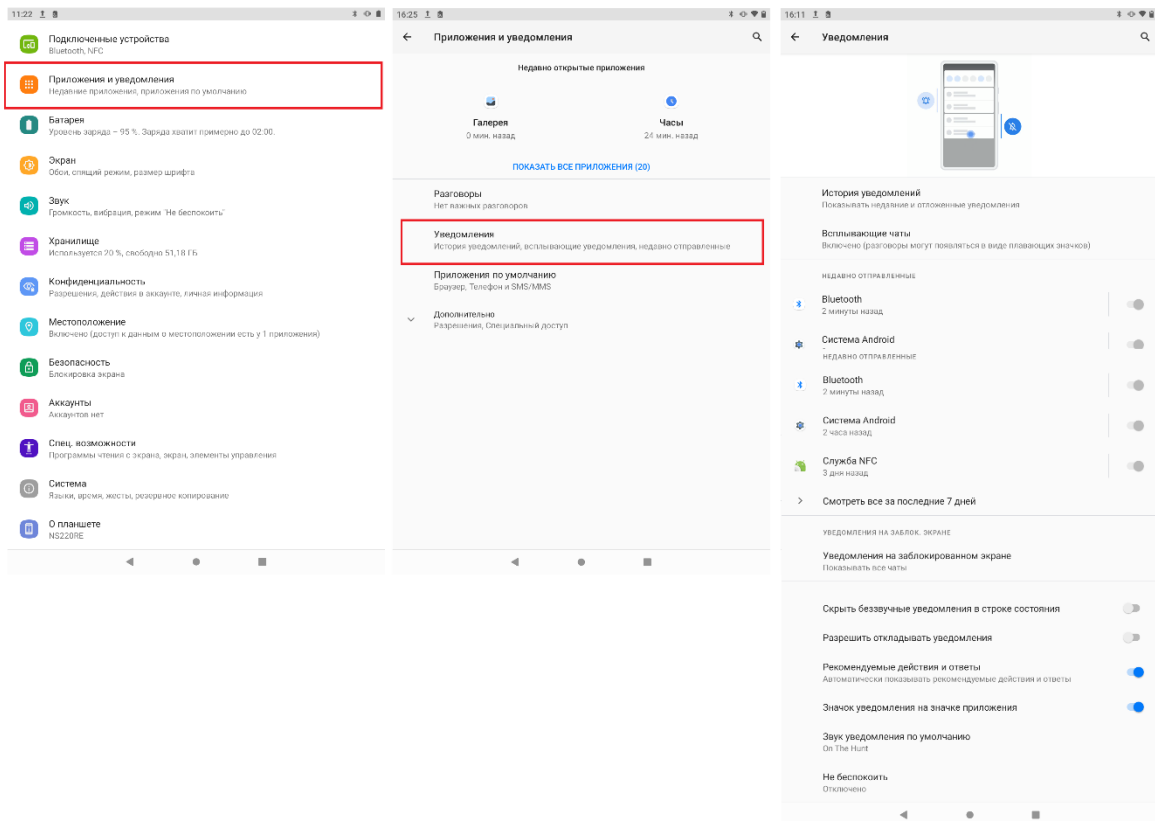 11:22
Подключенные устройства
Bluetooth, NFC
Приложения и уведомления
Недавние приложения, приложения по умолчанию
Батарея
Уровень заряда – 95 %. Заряда хватит примерно до 02:00.
Экран
Обои, спящий режим, размер шрифта
Звук
Громкость, вибрация, режим "Не беспокоить"
Хранилище
Используется 20 %, свободно 51,18 ГБ
Конфиденциальность
Разрешения, действия в аккаунте, личная информация
Местоположение
Включено (доступ к данным о местоположении есть у 1 приложения)
Безопасность
Блокировка экрана
Аккаунты
Аккаунтов нет
Спец. возможности
Программы чтения с экрана, экран, элементы управления
Система
Языки, время, жесты, резервное копирование
О планшете
NS220RE
16:25
Приложения и уведомления
Недавно открытые приложения
Галерея
0 мин. назад
Часы
24 мин. назад
ПОКАЗАТЬ ВСЕ ПРИЛОЖЕНИЯ (20)
Разговоры
Нет важных разговоров
Уведомления
История уведомлений, всплывающие уведомления, недавно отправленные
Приложения по умолчанию
Браузер, Телефон и SMS/MMS
Дополнительно
Разрешения, Специальный доступ
16:11
Уведомления
История уведомлений
Показывать недавние и отложенные уведомления
Всплывающие чаты
Включено (разговоры могут появляться в виде плавающих значков)
НЕДАВНО ОТПРАВЛЕННЫЕ
Bluetooth
2 минуты назад
Система Android
НЕДАВНО ОТПРАВЛЕННЫЕ
Bluetooth
2 минуты назад
Система Android
2 часа назад
Служба NFC
3 дня назад
Смотреть все за последние 7 дней
УВЕДОМЛЕНИЯ НА ЗАБЛОК. ЭКРАНЕ
Уведомления на заблокированном экране
Показывать все чаты
Скрыть беззвучные уведомления в строке состояния
Разрешить откладывать уведомления
Рекомендуемые действия и ответы
Автоматически показывать рекомендуемые действия и ответы
Значок уведомления на значке приложения
Звук уведомления по умолчанию
On The Hunt
Не беспокоить
Отключено